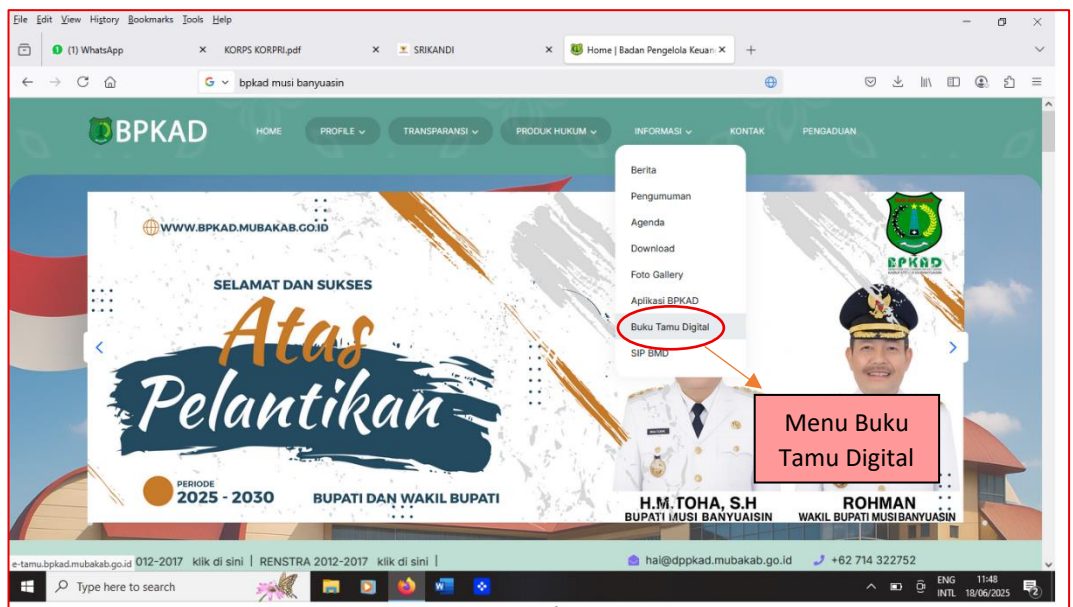 File Edit View History Bookmarks Tools Help
(1) WhatsApp
KORPS KORPRI.pdf
SRIKANDI
Home | Badan Pengelola Keuan
bpkad musi banyuasin
BPKAD
HOME PROFILE TRANSPARANSI PRODUK HUKUM INFORMASI KONTAK PENGADUAN
Berita
Pengumuman
Agenda
Download
Foto Gallery
Aplikasi BPKAD
Buku Tamu Digital
SIP BMD
WWW.BPKAD.MUBAKAB.GO.ID
SELAMAT DAN SUKSES
Atas
Pelantikan
PERIODE
2025 - 2030
BUPATI DAN WAKIL BUPATI
BPKAD
Menu Buku
Tamu Digital
H.M.TOHA, S.H
BUPATI MUSI BANYUAISIN
ROHMAN
WAKIL BUPATI MUSI BANYUASIN
e-tamu.bpkad.mubakab.go.id
012-2017 klik di sini | RENSTRA 2012-2017 klik di sini |
hai@dppkad.mubakab.go.id
+62 714 322752
Type here to search
ENG
INTL
11:48
18/06/2025
2